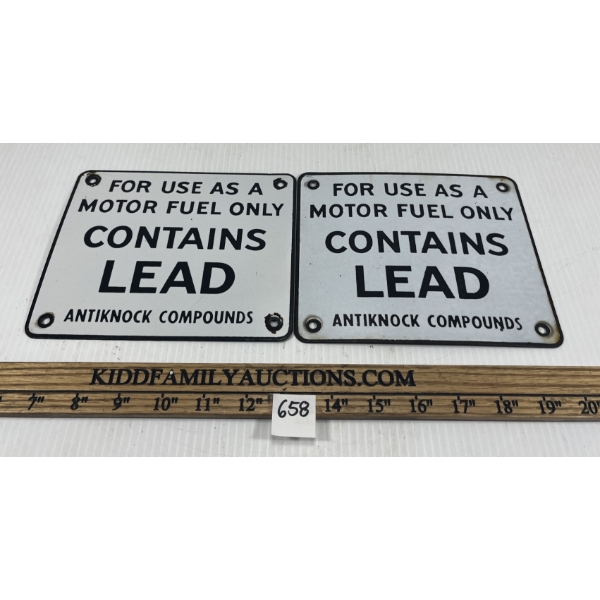 FOR USE AS A
MOTOR FUEL ONLY
CONTAINS
LEAD
ANTIKNOCK COMPOUNDS
FOR USE AS A
MOTOR FUEL ONLY
CONTAINS
LEAD
ANTIKNOCK COMPOUNDS
KIDDFAMILYAUCTIONS.COM
7" 8" 9" 10" 11" 12" 658 14" 15" 16" 17" 18" 19" 20"